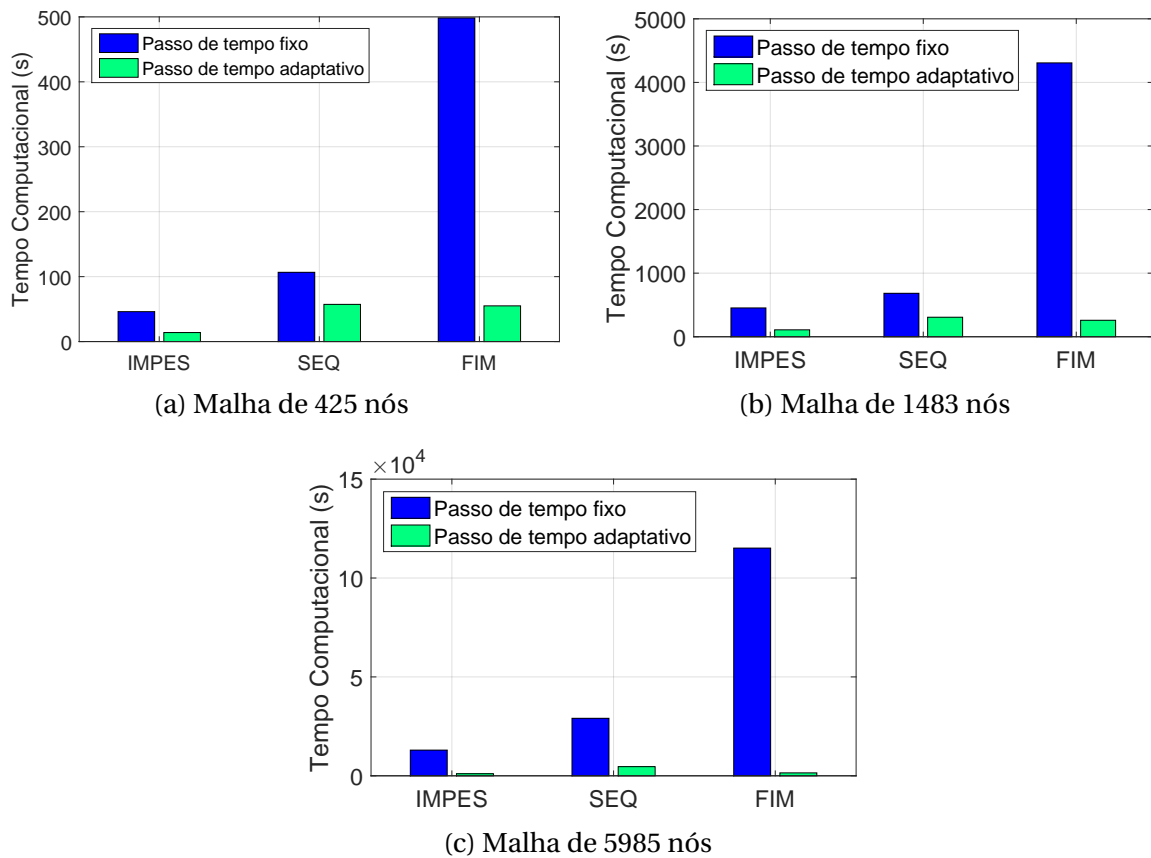 Tempo Computacional (s)
500
400
300
200
100
0
Passo de tempo fixo
Passo de tempo adaptativo
IMPES SEQ FIM
(a) Malha de 425 nós
Tempo Computacional (s)
5000
4000
3000
2000
1000
0
Passo de tempo fixo
Passo de tempo adaptativo
IMPES SEQ FIM
(b) Malha de 1483 nós
Tempo Computacional (s)
×10⁴
15
10
5
0
Passo de tempo fixo
Passo de tempo adaptativo
IMPES SEQ FIM
(c) Malha de 5985 nós